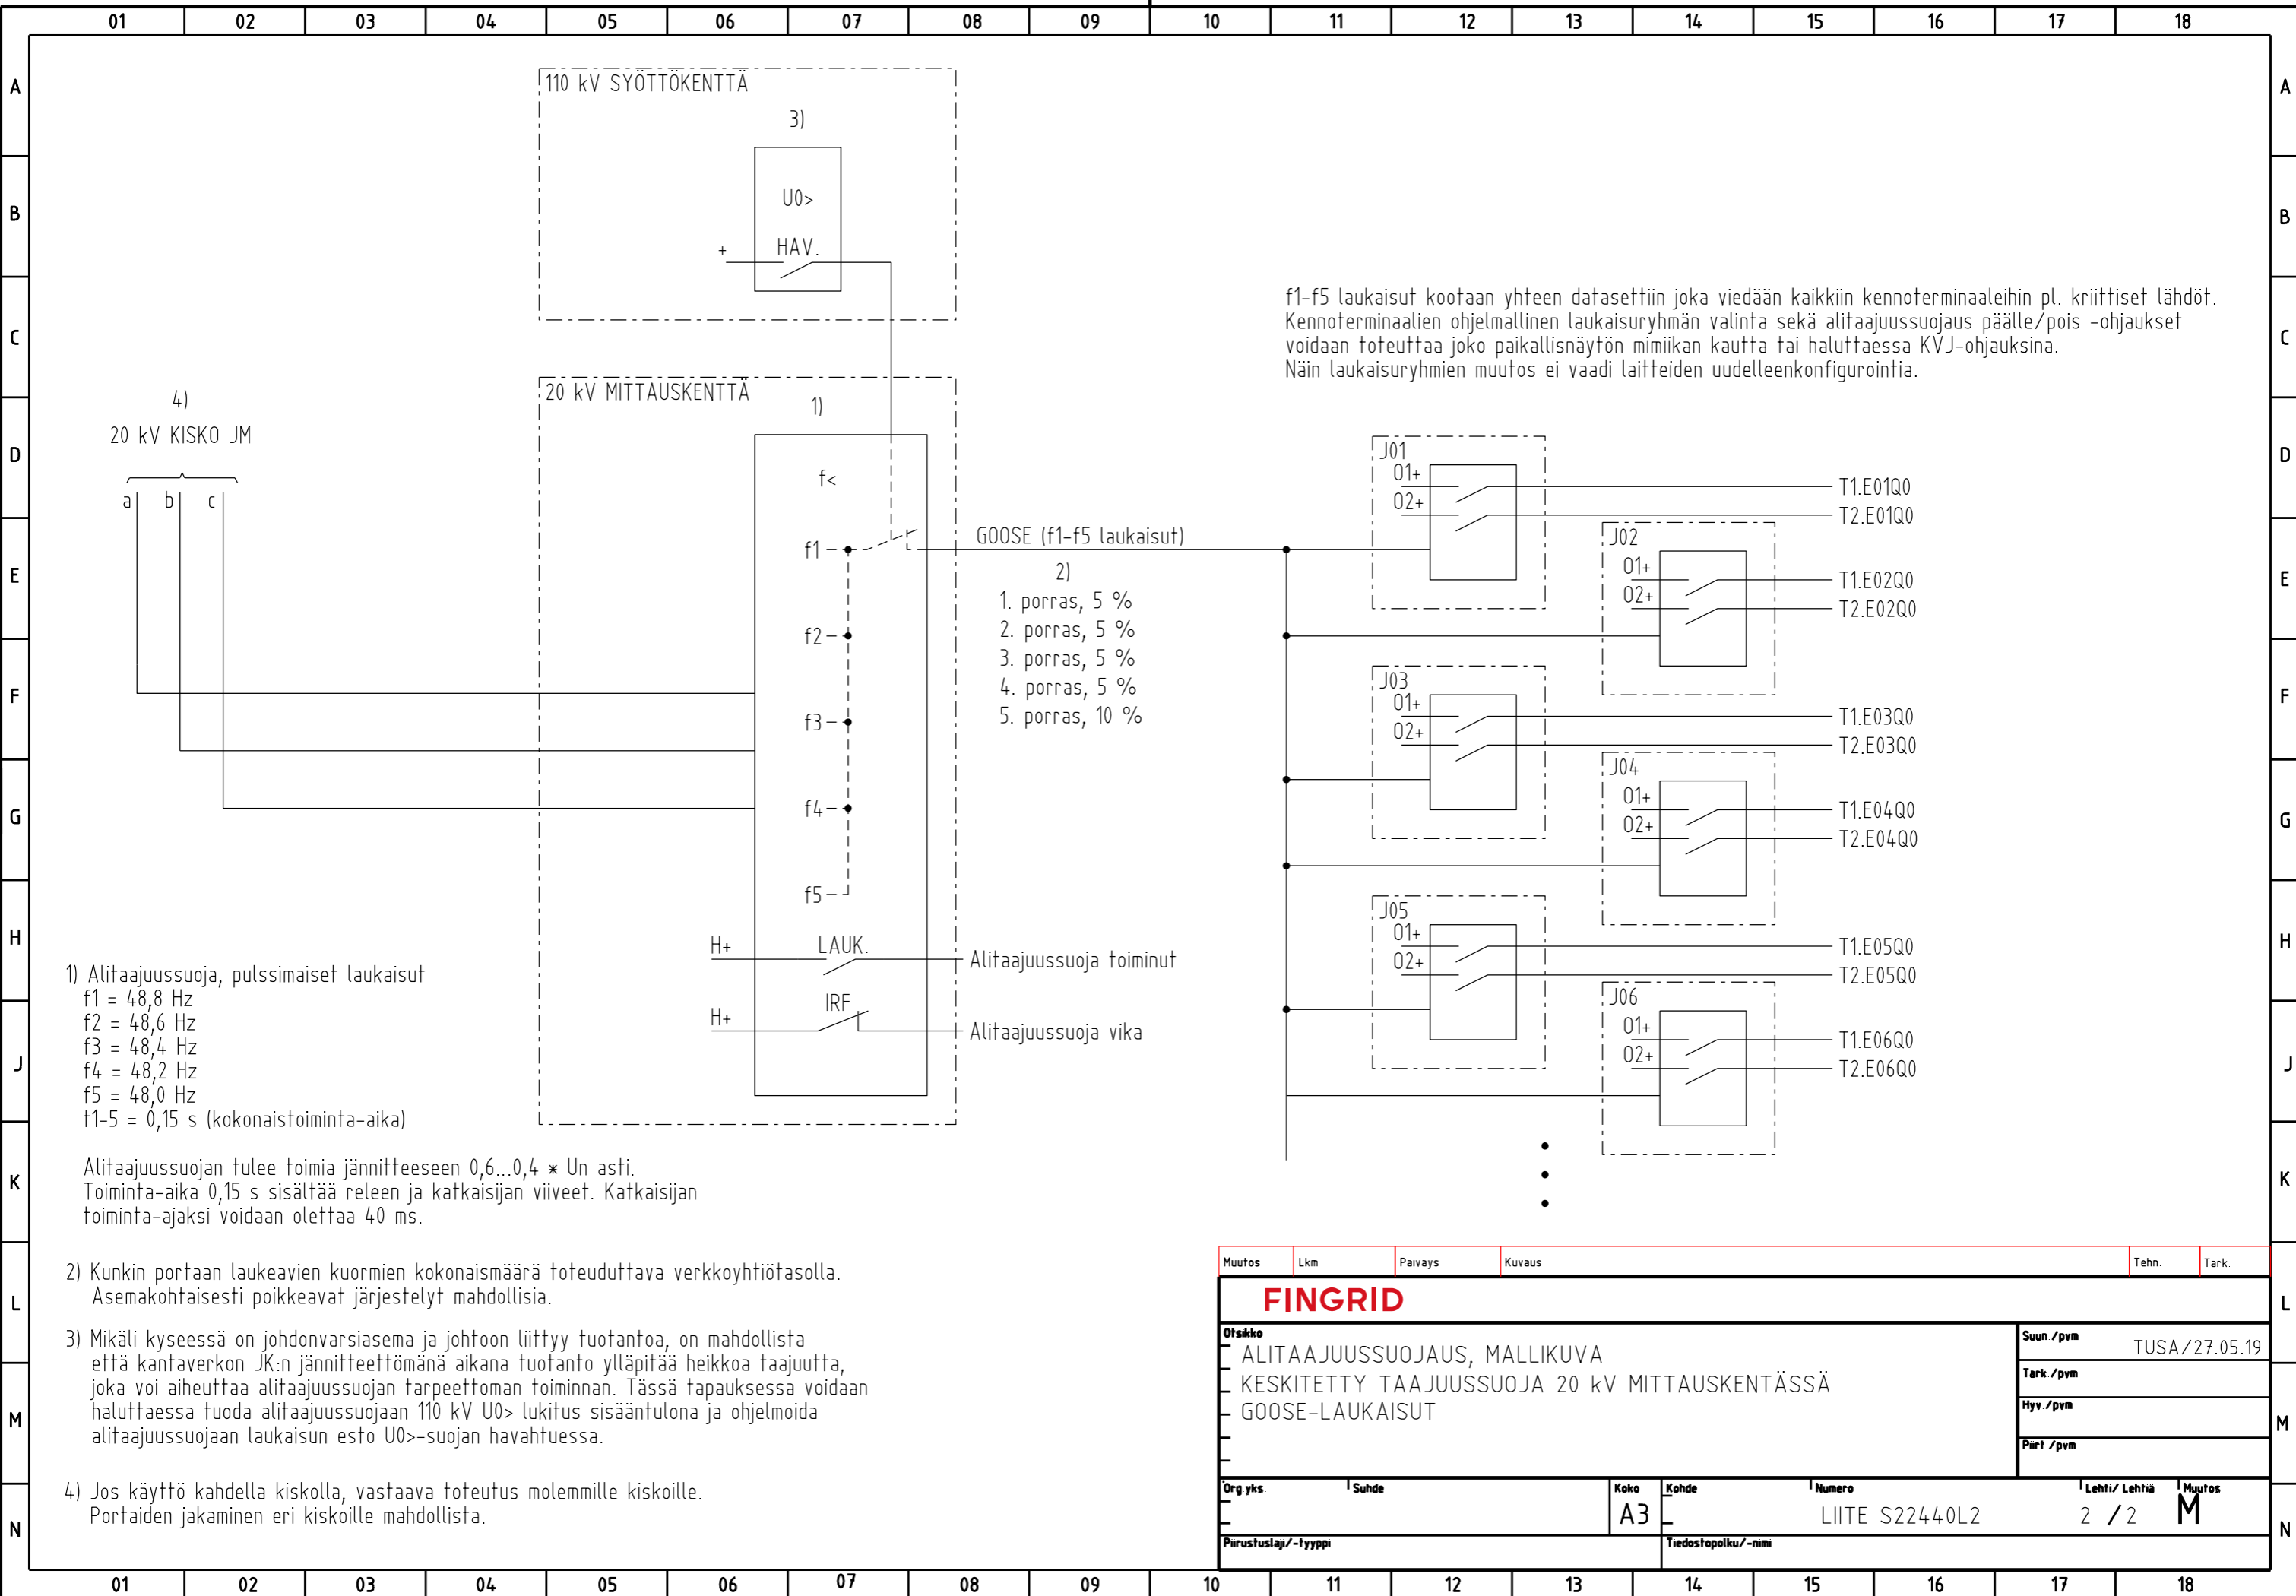 01 02 03 04 05 06 07 08 09 10 11 12 13 14 15 16 17 18
A A
B B
C C
D D
E E
F F
G G
H H
J J
K K
L L
M M
N N
110 kV SYÖTTÖKENTTÄ
3)
U0>
+ HAV.
f1-f5 laukaisut kootaan yhteen datasettiin joka viedään kaikkiin kennoterminaaleihin pl. kriittiset lähdöt.
Kennoterminaalien ohjelmallinen laukaisuryhmän valinta sekä alitaajuussuojaus päälle/pois -ohjaukset
voidaan toteuttaa joko paikallisnäytön mimiikan kautta tai haluttaessa KVJ-ohjauksina.
Näin laukaisuryhmien muutos ei vaadi laitteiden uudelleenkonfigurointia.
4)
20 kV KISKO JM
a b c
20 kV MITTAUSKENTTÄ
1)
f<
f1
f2
f3
f4
f5
H+ LAUK.
Alitaajuussuoja toiminut
H+ IRF
Alitaajuussuoja vika
GOOSE (f1-f5 laukaisut)
2)
1. porras, 5 %
2. porras, 5 %
3. porras, 5 %
4. porras, 5 %
5. porras, 10 %
J01
01+ T1.E01Q0
02+ T2.E01Q0
J02
01+ T1.E02Q0
02+ T2.E02Q0
J03
01+ T1.E03Q0
02+ T2.E03Q0
J04
01+ T1.E04Q0
02+ T2.E04Q0
J05
01+ T1.E05Q0
02+ T2.E05Q0
J06
01+ T1.E06Q0
02+ T2.E06Q0
1) Alitaajuussuoja, pulssimaiset laukaisut
f1 = 48,8 Hz
f2 = 48,6 Hz
f3 = 48,4 Hz
f4 = 48,2 Hz
f5 = 48,0 Hz
t1-5 = 0,15 s (kokonaistoiminta-aika)
Alitaajuussuojan tulee toimia jännitteeseen 0,6...0,4 * Un asti.
Toiminta-aika 0,15 s sisältää releen ja katkaisijan viiveet. Katkaisijan
toiminta-ajaksi voidaan olettaa 40 ms.
2) Kunkin portaan laukeavien kuormien kokonaismäärä toteuduttava verkkoyhtiötasolla.
Asemakohtaisesti poikkeavat järjestelyt mahdollisia.
3) Mikäli kyseessä on johdonvarsiasema ja johtoon liittyy tuotantoa, on mahdollista
että kantaverkon JK:n jännitteettömänä aikana tuotanto ylläpitää heikkoa taajuutta,
joka voi aiheuttaa alitaajuussuojan tarpeettoman toiminnan. Tässä tapauksessa voidaan
haluttaessa tuoda alitaajuussuojaan 110 kV U0> lukitus sisääntulona ja ohjelmoida
alitaajuussuojaan laukaisun esto U0>-suojan havahtuessa.
4) Jos käyttö kahdella kiskolla, vastaava toteutus molemmille kiskoille.
Portaiden jakaminen eri kiskoille mahdollista.
Muutos Lkm Päiväys Kuvaus Tehn. Tark.
FINGRID
Otsikko
ALITAAJUUSSUOJAUS, MALLIKUVA
KESKITETTY TAAJUUSSUOJA 20 kV MITTAUSKENTÄSSÄ
GOOSE-LAUKAISUT
Suun./pvm TUSA/27.05.19
Tark./pvm
Hyv./pvm
Piirt./pvm
Org.yks. Suhde Koko Kohde Numero Lehti/ Lehtiä Muutos
A3 LIITE S22440L2 2 / 2 M
Piirustuslaji/-tyyppi Tiedostopolku/-nimi
01 02 03 04 05 06 07 08 09 10 11 12 13 14 15 16 17 18